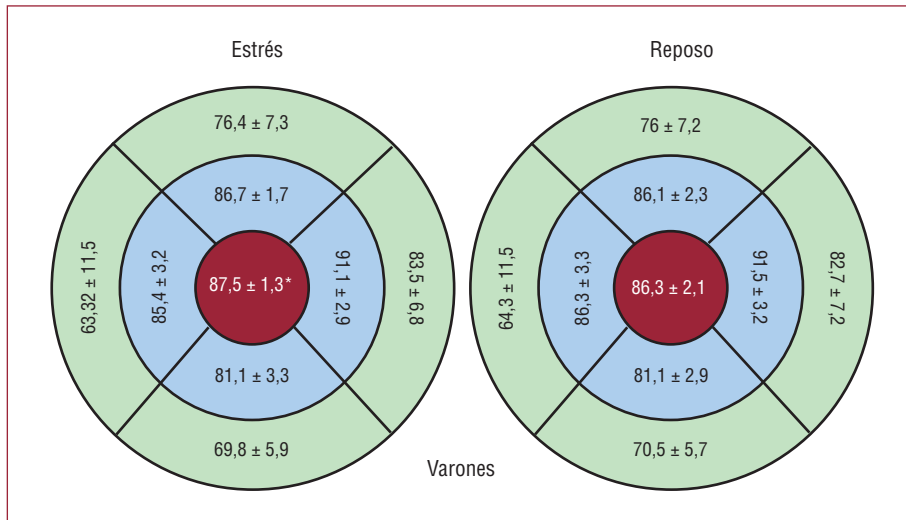 Estrés
76,4 ± 7,3
86,7 ± 1,7
63,32 ± 11,5
85,4 ± 3,2
87,5 ± 1,3*
91,1 ± 2,9
83,5 ± 6,8
81,1 ± 3,3
69,8 ± 5,9
Reposo
76 ± 7,2
86,1 ± 2,3
64,3 ± 11,5
86,3 ± 3,3
86,3 ± 2,1
91,5 ± 3,2
82,7 ± 7,2
81,1 ± 2,9
70,5 ± 5,7
Varones